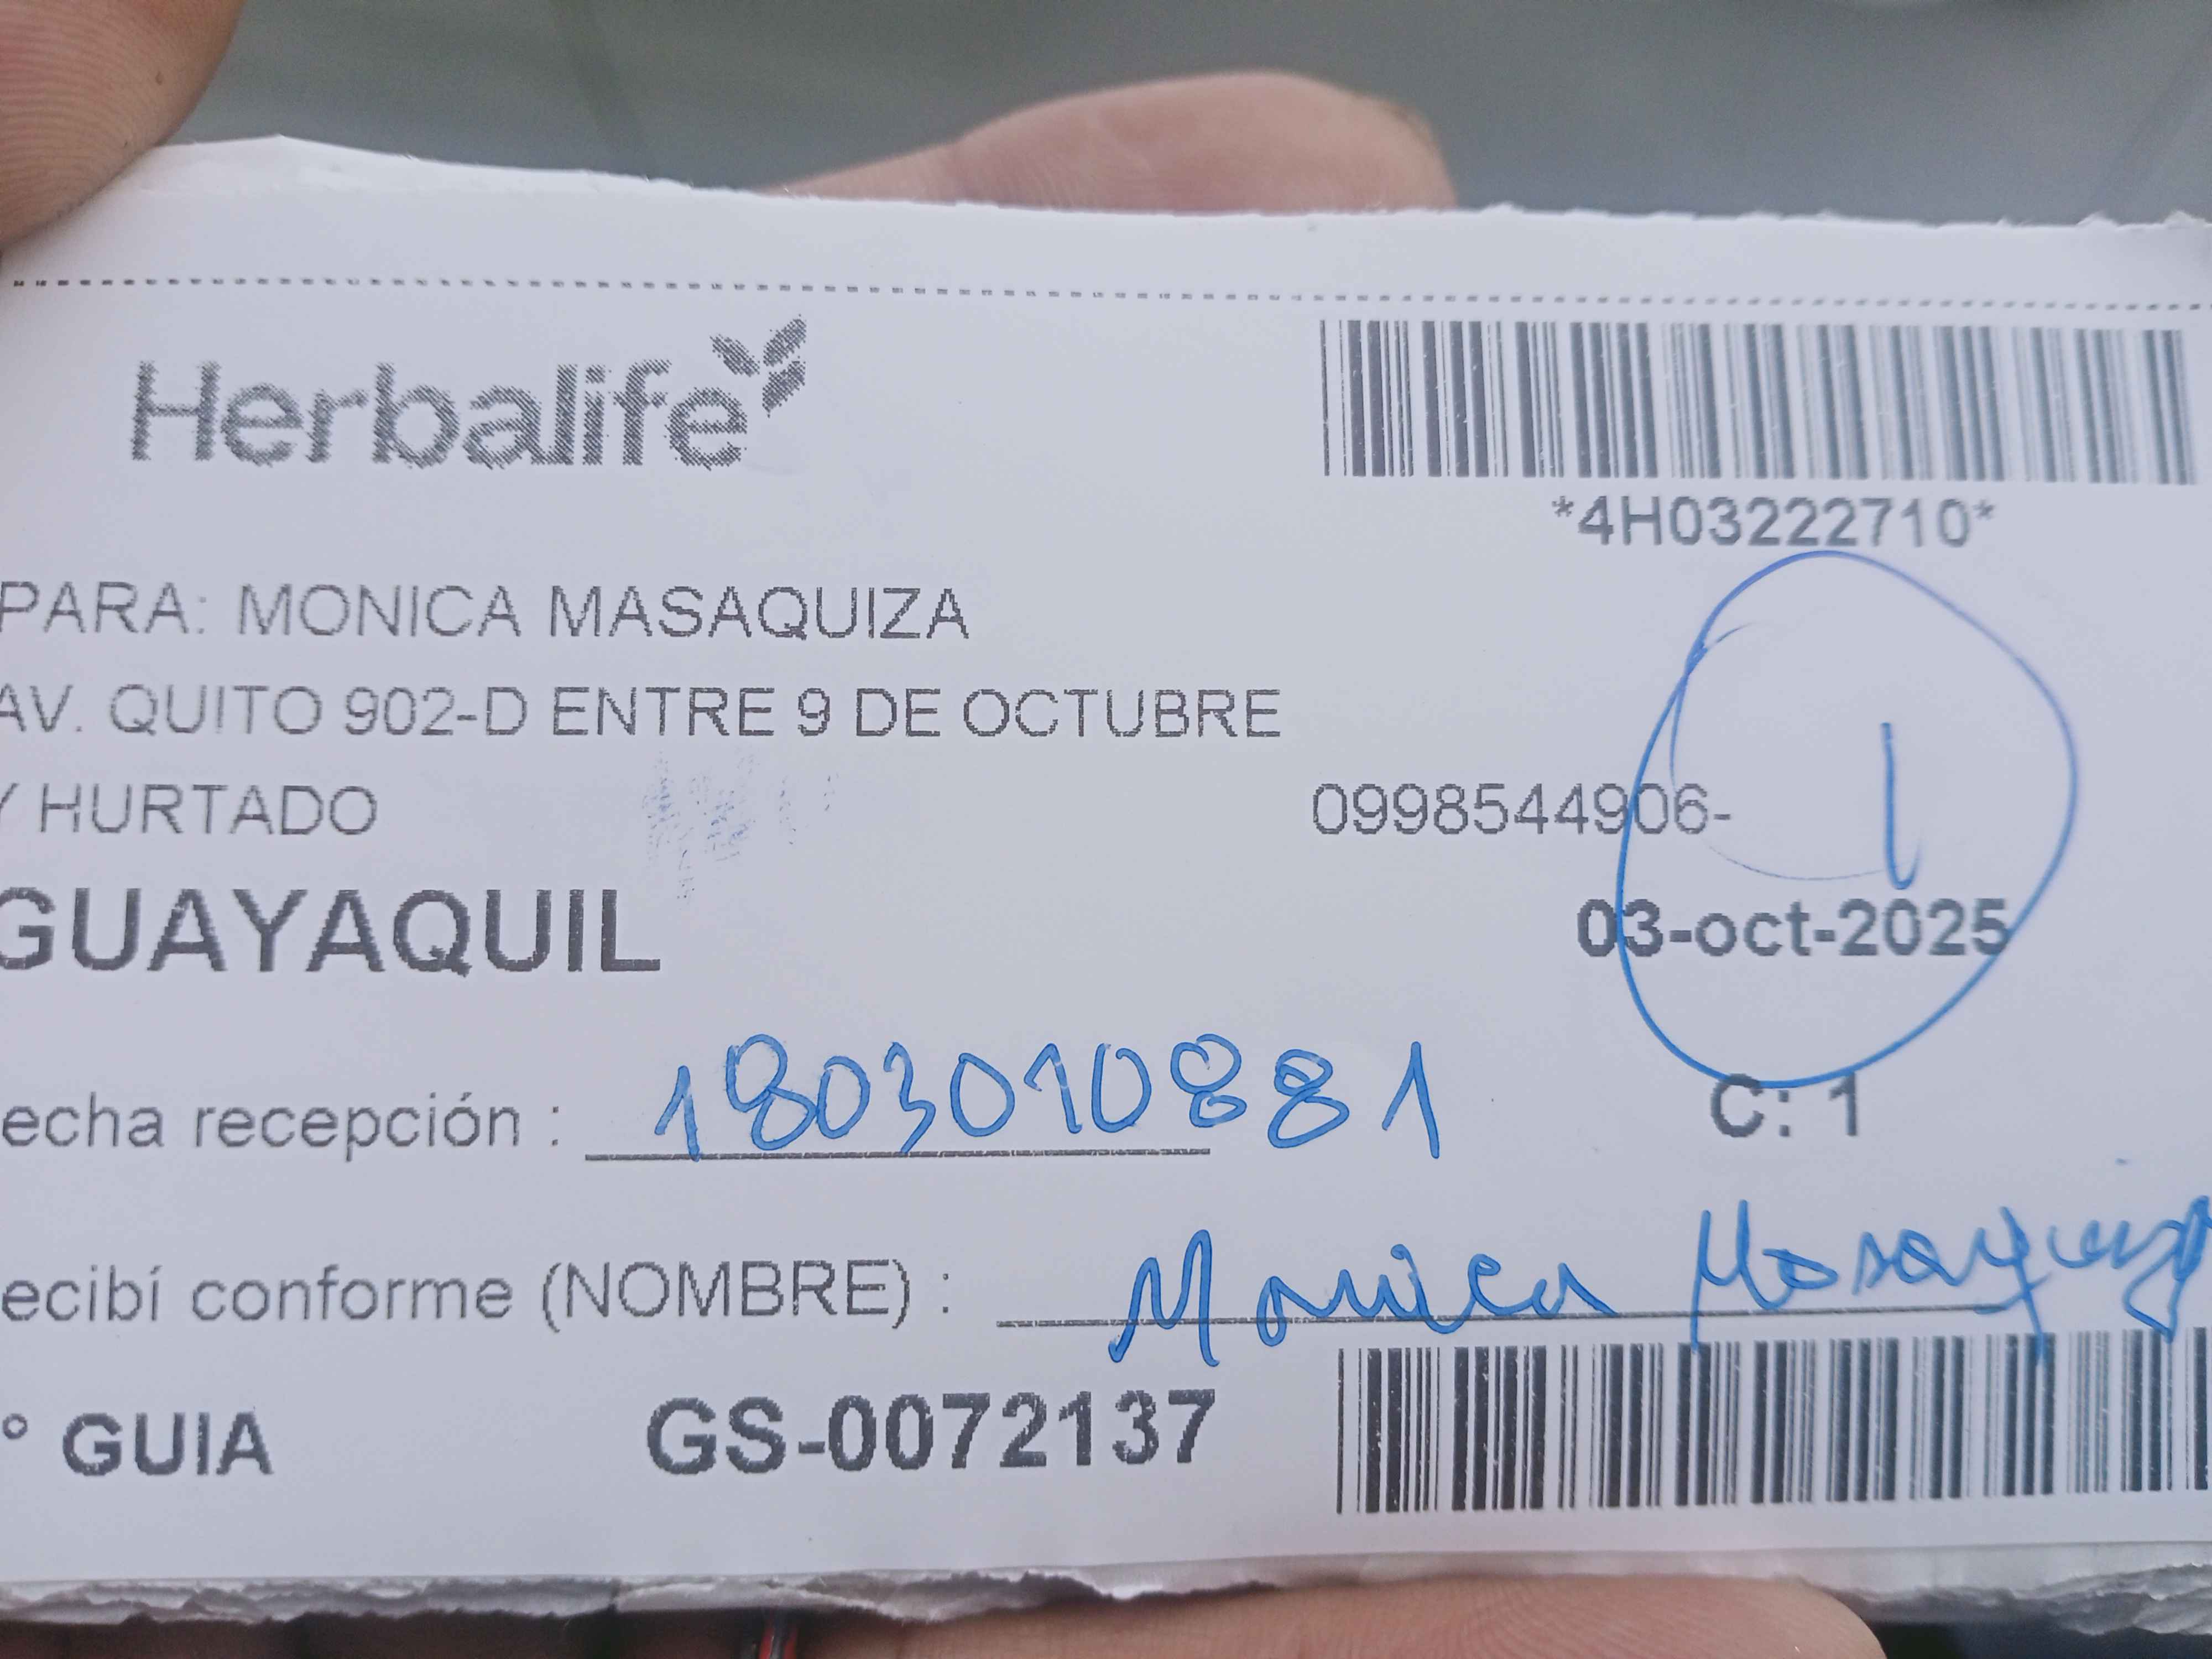 Herbalife
*4H03222710*
PARA: MONICA MASAQUIZA
AV. QUITO 902-D ENTRE 9 DE OCTUBRE
Y HURTADO 0998544906-
1
GUAYAQUIL 03-oct-2025
echa recepción : 1803010881 C: 1
ecibí conforme (NOMBRE) : Monica Masaquiza
° GUIA GS-0072137